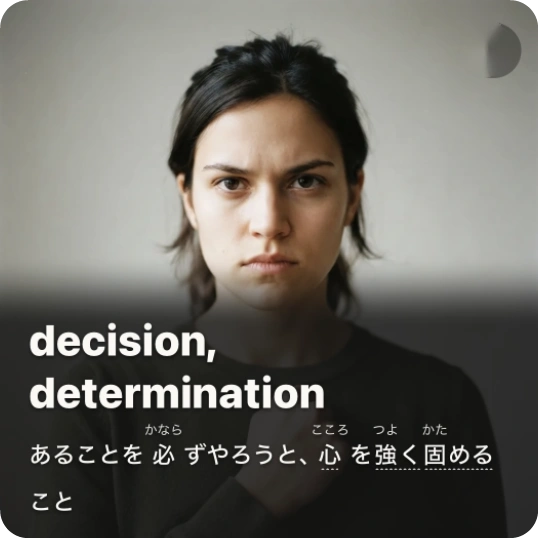 decision,
determination
かなら こころ つよ かた
あることを必ずやろうと、心を強く固める
こと